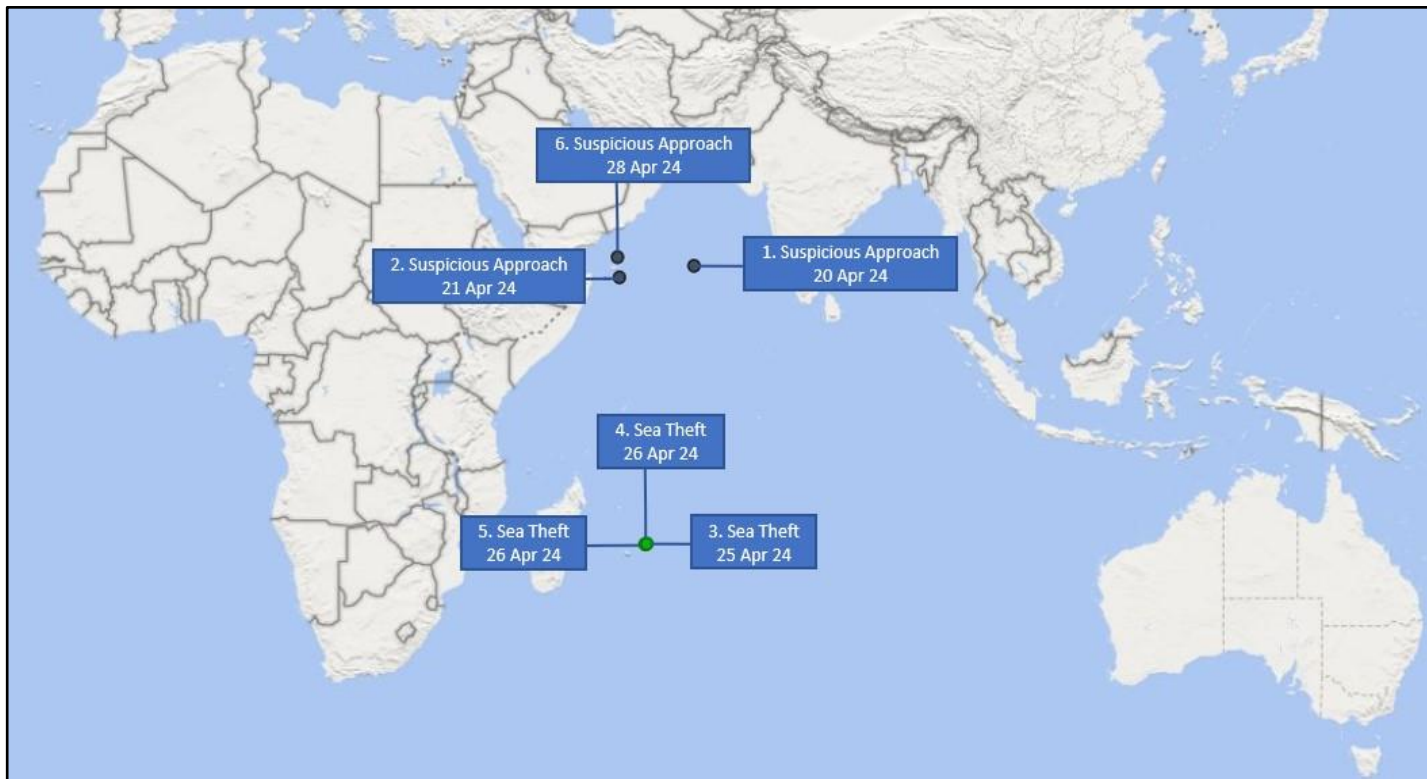 6. Suspicious Approach
28 Apr 24
2. Suspicious Approach
21 Apr 24
1. Suspicious Approach
20 Apr 24
4. Sea Theft
26 Apr 24
5. Sea Theft
26 Apr 24
3. Sea Theft
25 Apr 24